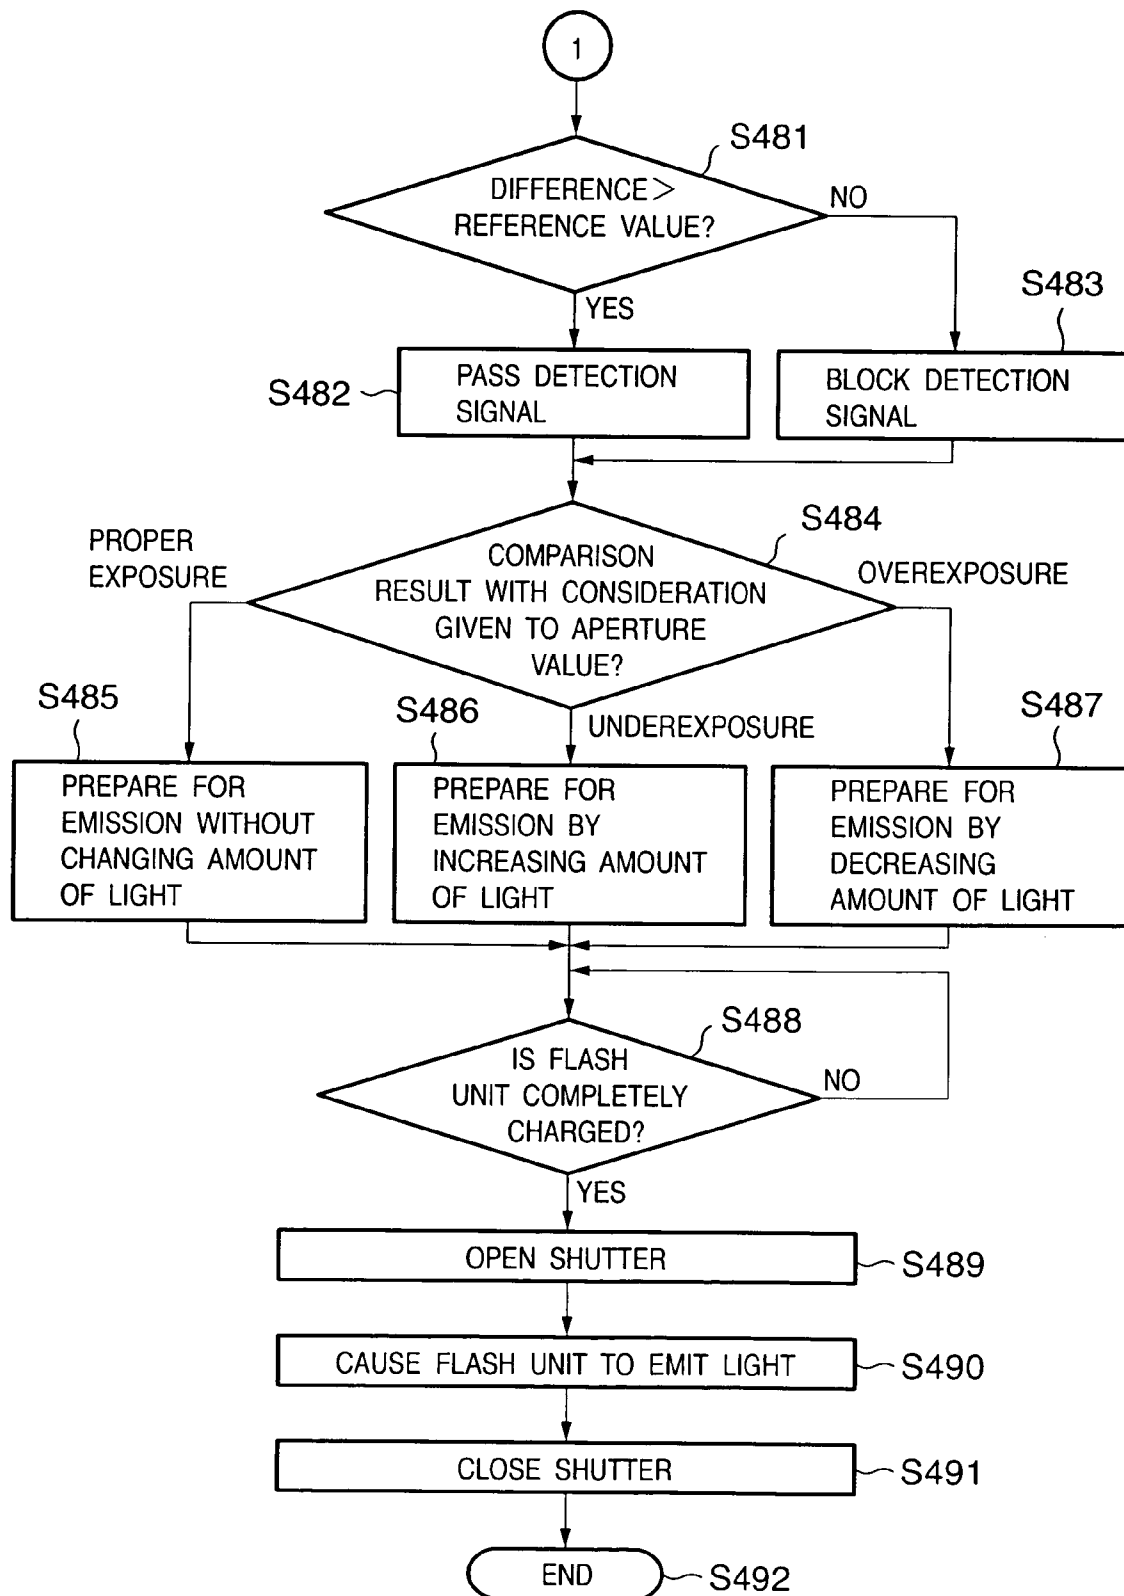 1
S481
DIFFERENCE>
REFERENCE VALUE?
NO
YES
S483
S482
PASS DETECTION
SIGNAL
BLOCK DETECTION
SIGNAL
S484
PROPER
EXPOSURE
COMPARISON
RESULT WITH CONSIDERATION
GIVEN TO APERTURE
VALUE?
OVEREXPOSURE
S485
S486
UNDEREXPOSURE
S487
PREPARE FOR
EMISSION WITHOUT
CHANGING AMOUNT
OF LIGHT
PREPARE FOR
EMISSION BY
INCREASING AMOUNT
OF LIGHT
PREPARE FOR
EMISSION BY
DECREASING
AMOUNT OF LIGHT
S488
IS FLASH
UNIT COMPLETELY
CHARGED?
NO
YES
OPEN SHUTTER
S489
CAUSE FLASH UNIT TO EMIT LIGHT
S490
CLOSE SHUTTER
S491
END
S492